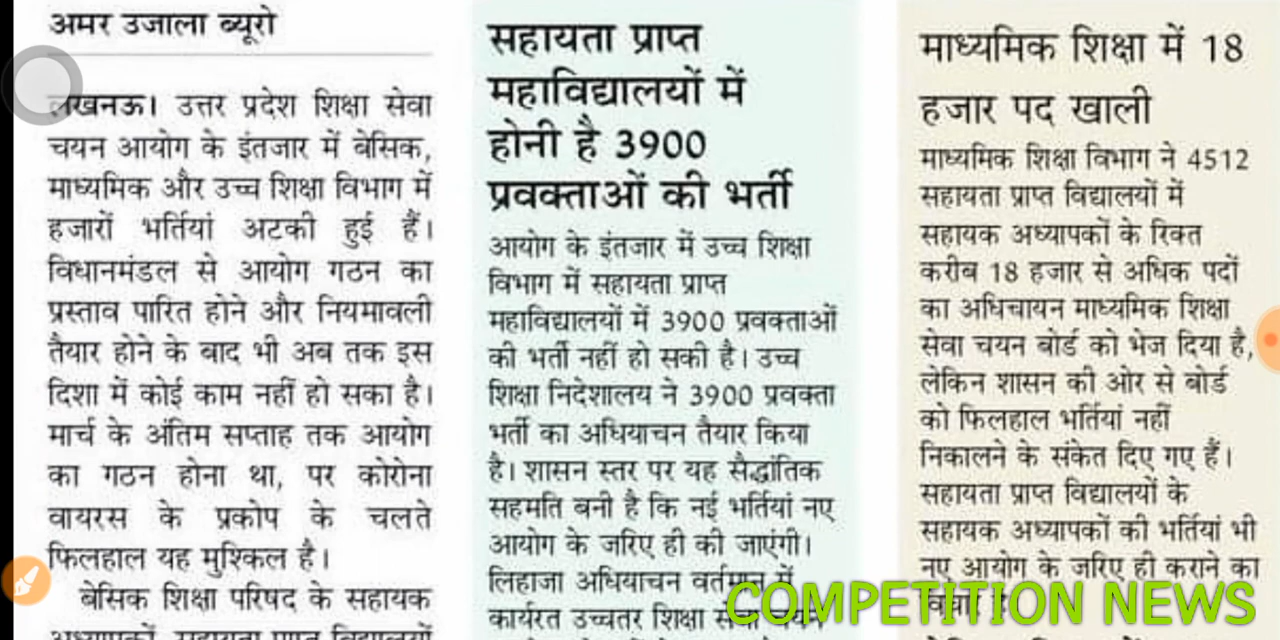 अमर उजाला ब्यूरो
लखनऊ। उत्तर प्रदेश शिक्षा सेवा
चयन आयोग के इंतजार में बेसिक,
माध्यमिक और उच्च शिक्षा विभाग में
हजारों भर्तियां अटकी हुई हैं।
विधानमंडल से आयोग गठन का
प्रस्ताव पारित होने और नियमावली
तैयार होने के बाद भी अब तक इस
दिशा में कोई काम नहीं हो सका है।
मार्च के अंतिम सप्ताह तक आयोग
का गठन होना था, पर कोरोना
वायरस के प्रकोप के चलते
फिलहाल यह मुश्किल है।
बेसिक शिक्षा परिषद के सहायक
सहायता प्राप्त
महाविद्यालयों में
होनी है 3900
प्रवक्ताओं की भर्ती
आयोग के इंतजार में उच्च शिक्षा
विभाग में सहायता प्राप्त
महाविद्यालयों में 3900 प्रवक्ताओं
की भर्ती नहीं हो सकी है। उच्च
शिक्षा निदेशालय ने 3900 प्रवक्ता
भर्ती का अधियाचन तैयार किया
है। शासन स्तर पर यह सैद्धांतिक
सहमति बनी है कि नई भर्तियां नए
आयोग के जरिए ही की जाएंगी।
लिहाजा अधियाचन वर्तमान में
कार्यरत उच्चतर शिक्षा सेवा चयन
माध्यमिक शिक्षा में 18
हजार पद खाली
माध्यमिक शिक्षा विभाग ने 4512
सहायता प्राप्त विद्यालयों में
सहायक अध्यापकों के रिक्त
करीब 18 हजार से अधिक पदों
का अधिचायन माध्यमिक शिक्षा
सेवा चयन बोर्ड को भेज दिया है,
लेकिन शासन की ओर से बोर्ड
को फिलहाल भर्तियां नहीं
निकालने के संकेत दिए गए हैं।
सहायता प्राप्त विद्यालयों के
सहायक अध्यापकों की भर्तियां भी
नए आयोग के जरिए ही कराने का
COMPETITION NEWS